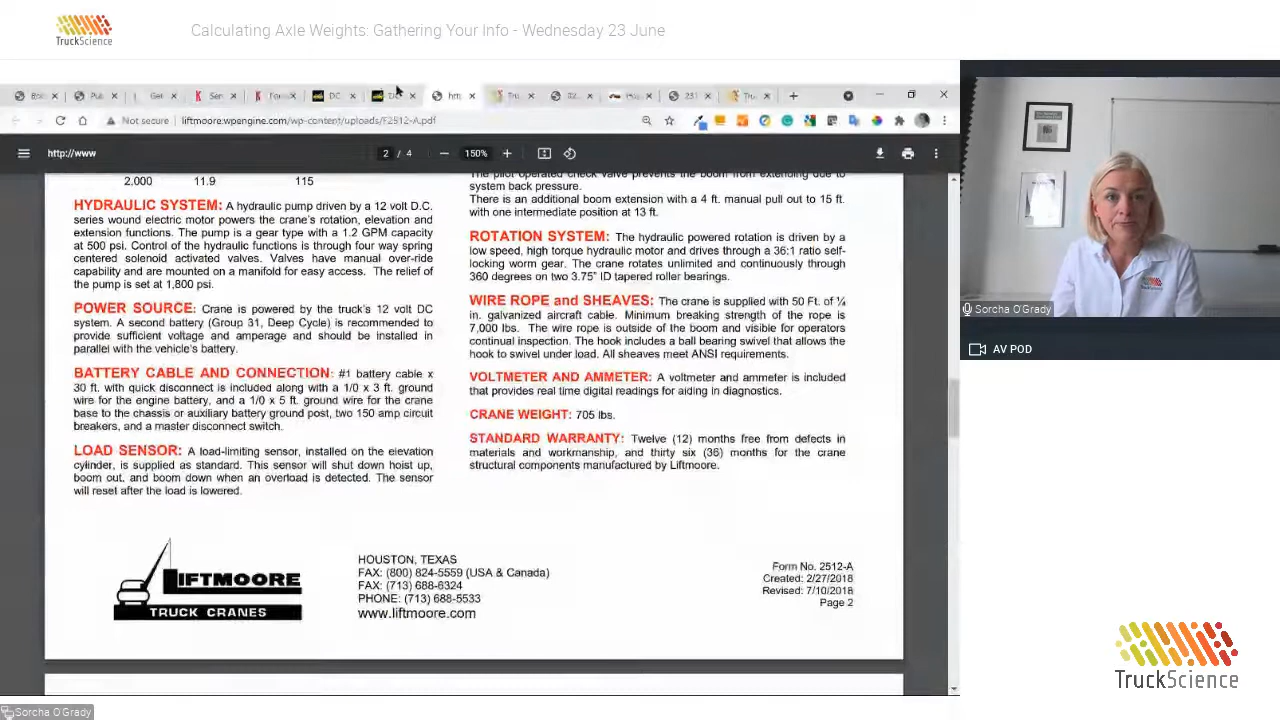 TruckScience
Calculating Axle Weights: Gathering Your Info - Wednesday 23 June
Not secure | liftmoore.wpengine.com/wp-content/uploads/F2512-A.pdf
http://www
2 / 4
150%
2,000 11.9 115
HYDRAULIC SYSTEM: A hydraulic pump driven by a 12 volt D.C.
series wound electric motor powers the crane's rotation, elevation and
extension functions. The pump is a gear type with a 1.2 GPM capacity
at 500 psi. Control of the hydraulic functions is through four way spring
centered solenoid activated valves. Valves have manual over-ride
capability and are mounted on a manifold for easy access. The relief of
the pump is set at 1,800 psi.
POWER SOURCE: Crane is powered by the truck's 12 volt DC
system. A second battery (Group 31, Deep Cycle) is recommended to
provide sufficient voltage and amperage and should be installed in
parallel with the vehicle's battery.
BATTERY CABLE AND CONNECTION: #1 battery cable x
30 ft. with quick disconnect is included along with a 1/0 x 3 ft. ground
wire for the engine battery, and a 1/0 x 5 ft. ground wire for the crane
base to the chassis or auxiliary battery ground post, two 150 amp circuit
breakers, and a master disconnect switch.
LOAD SENSOR: A load-limiting sensor, installed on the elevation
cylinder, is supplied as standard. This sensor will shut down hoist up,
boom out, and boom down when an overload is detected. The sensor
will reset after the load is lowered.
The pilot operated check valve prevents the boom from extending due to
system back pressure.
There is an additional boom extension with a 4 ft. manual pull out to 15 ft.
with one intermediate position at 13 ft.
ROTATION SYSTEM: The hydraulic powered rotation is driven by a
low speed, high torque hydraulic motor and drives through a 36:1 ratio self-
locking worm gear. The crane rotates unlimited and continuously through
360 degrees on two 3.75" ID tapered roller bearings.
WIRE ROPE and SHEAVES: The crane is supplied with 50 Ft. of ¼
in. galvanized aircraft cable. Minimum breaking strength of the rope is
7,000 lbs. The wire rope is outside of the boom and visible for operators
continual inspection. The hook includes a ball bearing swivel that allows the
hook to swivel under load. All sheaves meet ANSI requirements.
VOLTMETER AND AMMETER: A voltmeter and ammeter is included
that provides real time digital readings for aiding in diagnostics.
CRANE WEIGHT: 705 lbs.
STANDARD WARRANTY: Twelve (12) months free from defects in
materials and workmanship, and thirty six (36) months for the crane
structural components manufactured by Liftmoore.
LIFTMOORE
TRUCK CRANES
HOUSTON, TEXAS
FAX: (800) 824-5559 (USA & Canada)
FAX: (713) 688-6324
PHONE: (713) 688-5533
www.liftmoore.com
Form No. 2512-A
Created: 2/27/2018
Revised: 7/10/2018
Page 2
Sorcha O'Grady
AV POD
TruckScience
Sorcha O'Grady